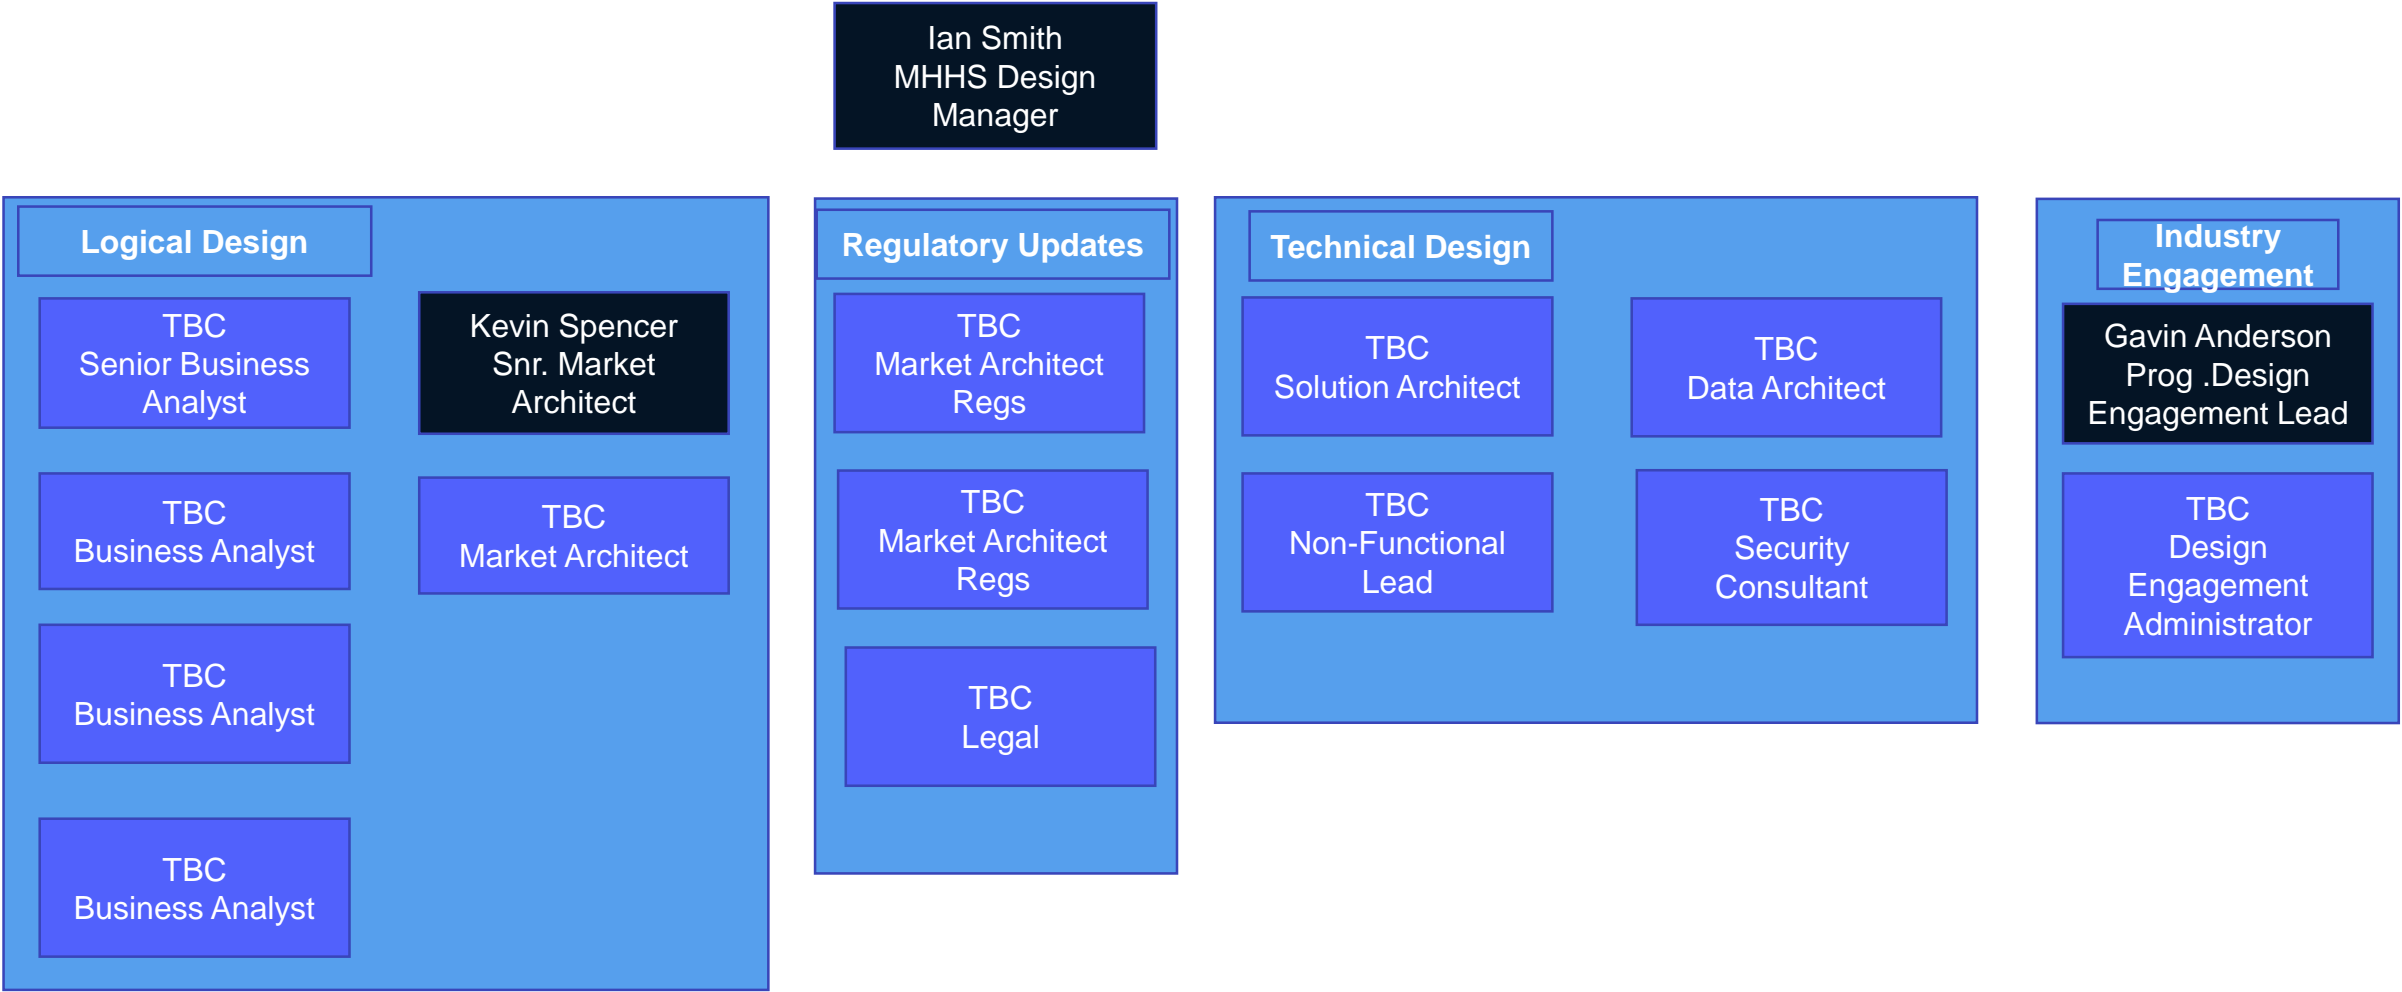 Ian Smith
MHHS Design
Manager
Logical Design
TBC
Senior Business
Analyst
Kevin Spencer
Snr. Market
Architect
TBC
Business Analyst
TBC
Market Architect
TBC
Business Analyst
TBC
Business Analyst
Regulatory Updates
TBC
Market Architect
Regs
TBC
Market Architect
Regs
TBC
Legal
Technical Design
TBC
Solution Architect
TBC
Data Architect
TBC
Non-Functional
Lead
TBC
Security
Consultant
Industry
Engagement
Gavin Anderson
Prog .Design
Engagement Lead
TBC
Design
Engagement
Administrator